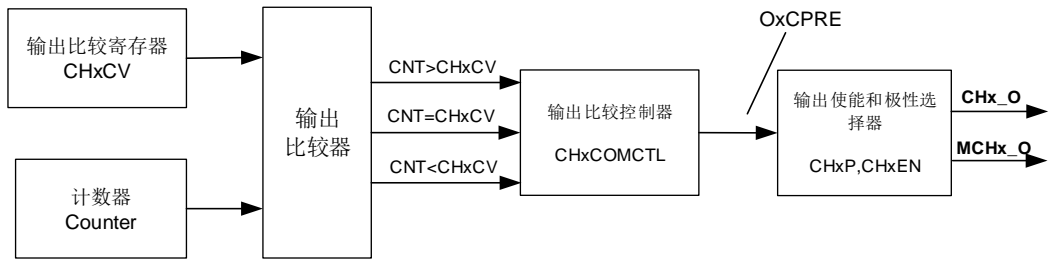 OxCPRE
输出比较寄存器
CHxCV
计数器
Counter
输出
比较器
CNT>CHxCV
CNT=CHxCV
CNT<CHxCV
输出比较控制器
CHxCOMCTL
输出使能和极性选
择器
CHxP,CHxEN
CHx_O
MCHx_O